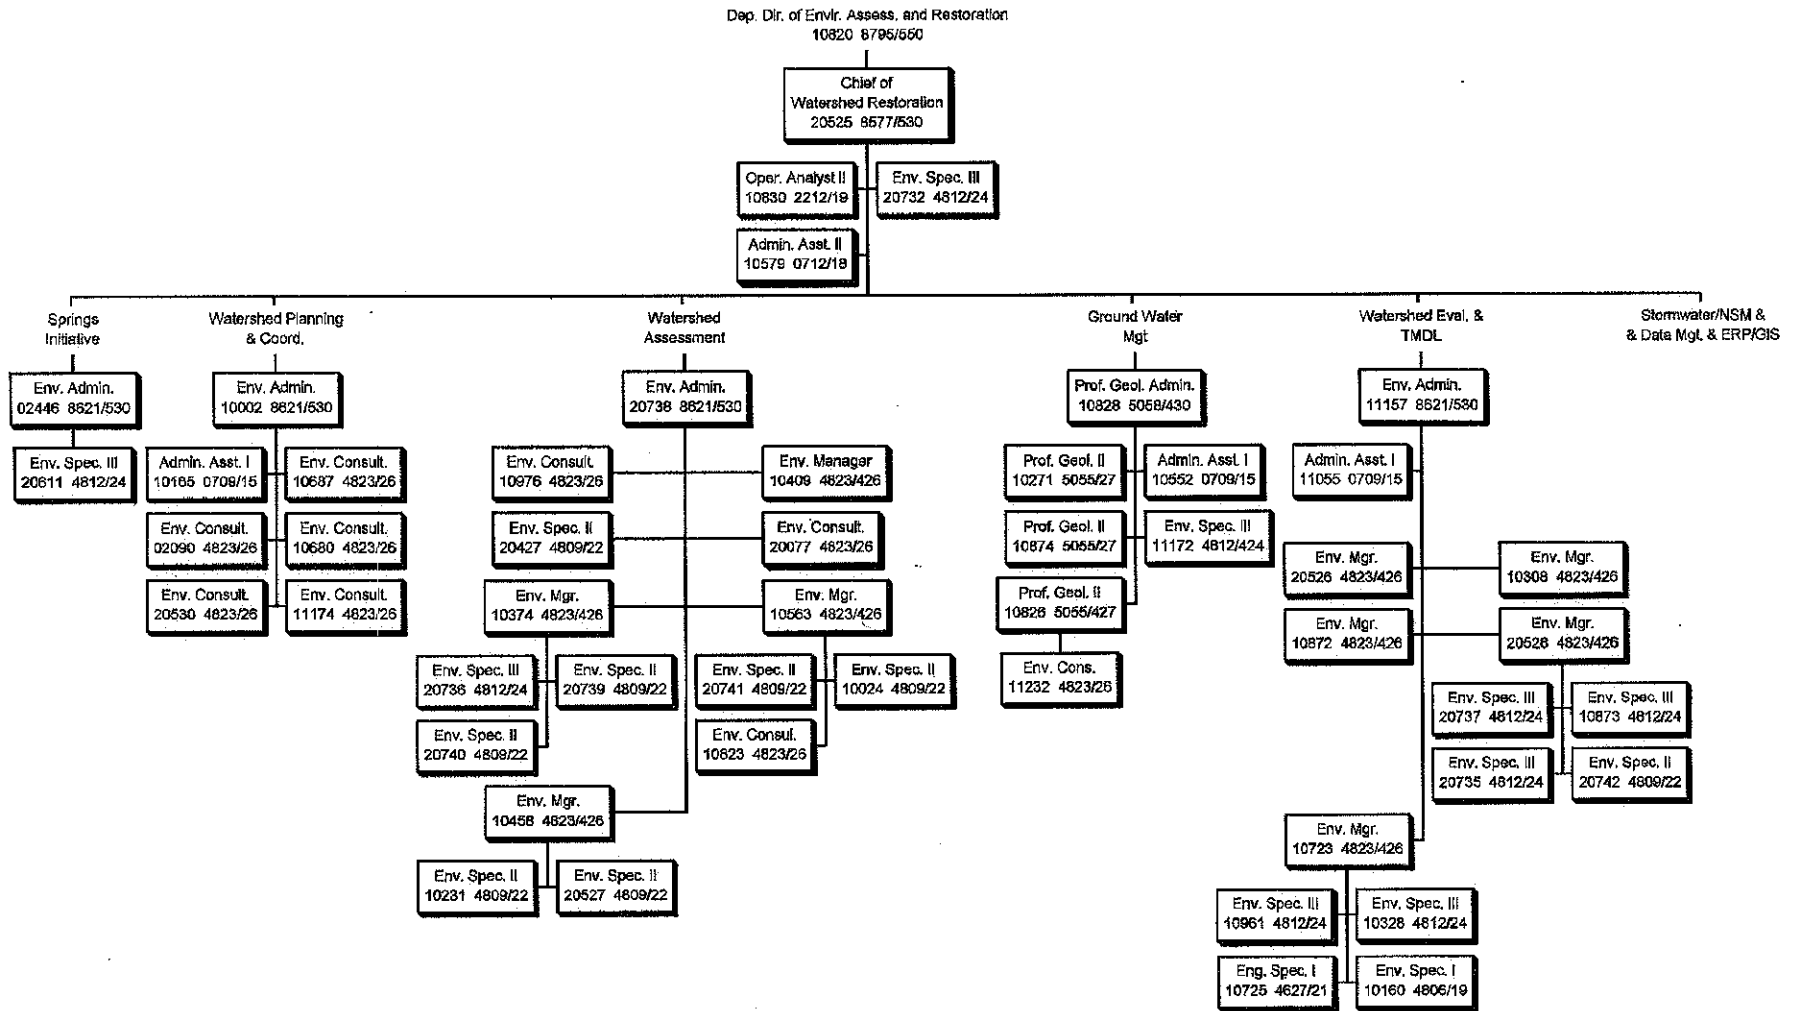 Dep. Dir. of Envir. Assess. and Restoration
10820 8795/550
Chief of
Watershed Restoration
20525 8577/530
Oper. Analyst II
10830 2212/19
Env. Spec. III
20732 4812/24
Admin. Asst. II
10579 0712/18
Springs
Initiative
Watershed Planning
& Coord.
Watershed
Assessment
Ground Water
Mgt
Watershed Eval. &
TMDL
Stormwater/NSM &
& Data Mgt. & ERP/GIS
Env. Admin.
02446 8621/530
Env. Admin.
10002 8621/530
Env. Admin.
20738 8621/530
Prof. Geol. Admin.
10828 5058/430
Env. Admin.
11157 8621/530
Env. Spec. III
20611 4812/24
Admin. Asst. I
10165 0709/15
Env. Consult.
10687 4823/26
Env. Consult.
02090 4823/26
Env. Consult.
10680 4823/26
Env. Consult.
20530 4823/26
Env. Consult.
11174 4823/26
Env. Consult.
10976 4823/26
Env. Manager
10409 4823/426
Env. Spec. II
20427 4809/22
Env. Consult.
20077 4823/26
Env. Mgr.
10374 4823/426
Env. Mgr.
10563 4823/426
Env. Spec. III
20736 4812/24
Env. Spec. II
20739 4809/22
Env. Spec. II
20740 4809/22
Env. Spec. II
20741 4809/22
Env. Spec. II
10024 4809/22
Env. Consul.
10823 4823/26
Env. Mgr.
10458 4823/426
Env. Spec. II
10231 4809/22
Env. Spec. II
20527 4809/22
Prof. Geol. II
10271 5055/27
Admin. Asst. I
10552 0709/15
Prof. Geol. II
10874 5055/27
Env. Spec. III
11172 4812/424
Prof. Geol. II
10826 5055/427
Env. Cons.
11232 4823/26
Admin. Asst. I
11055 0709/15
Env. Mgr.
20526 4823/426
Env. Mgr.
10308 4823/426
Env. Mgr.
10872 4823/426
Env. Mgr.
20528 4823/426
Env. Spec. III
20737 4812/24
Env. Spec. III
10873 4812/24
Env. Spec. III
20735 4812/24
Env. Spec. II
20742 4809/22
Env. Mgr.
10723 4823/426
Env. Spec. III
10961 4812/24
Env. Spec. III
10328 4812/24
Eng. Spec. I
10725 4627/21
Env. Spec. I
10160 4806/19